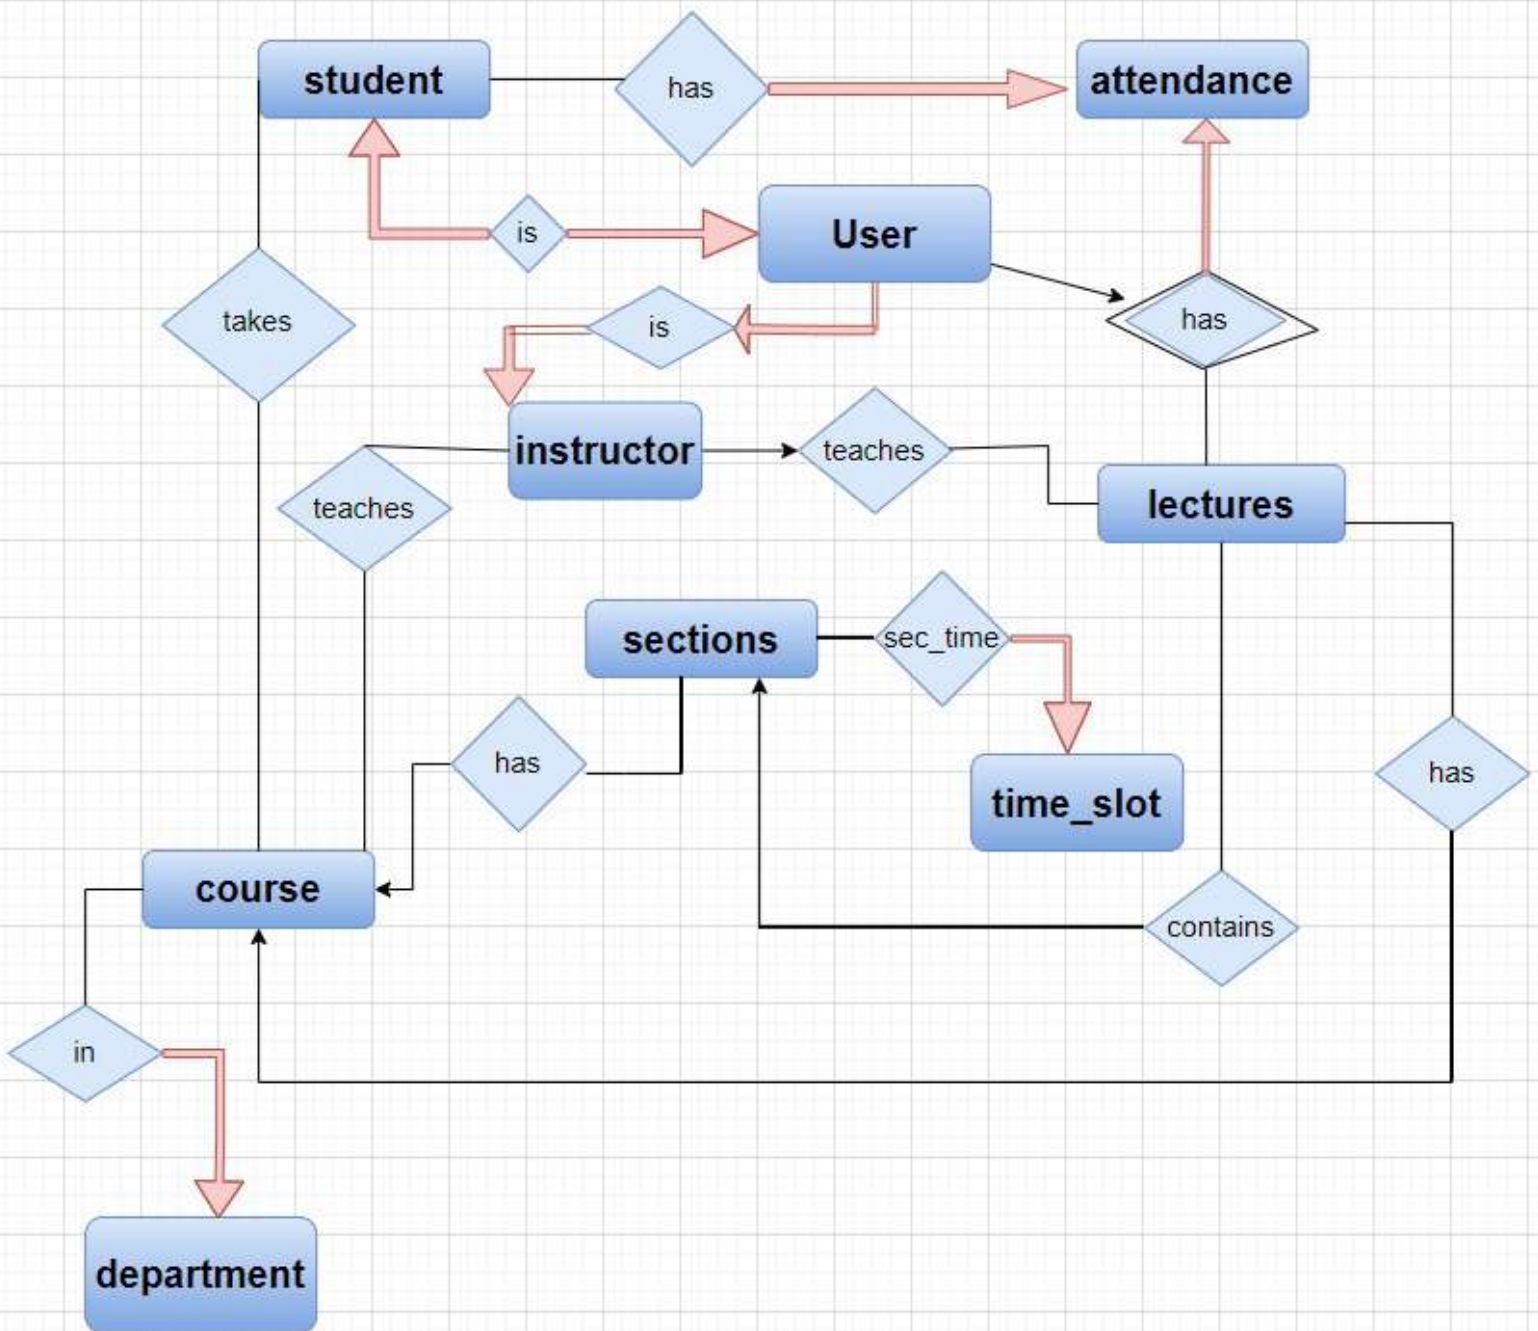 student
has
attendance
is
User
takes
is
has
instructor
teaches
teaches
lectures
sections
sec_time
has
time_slot
has
course
contains
in
department